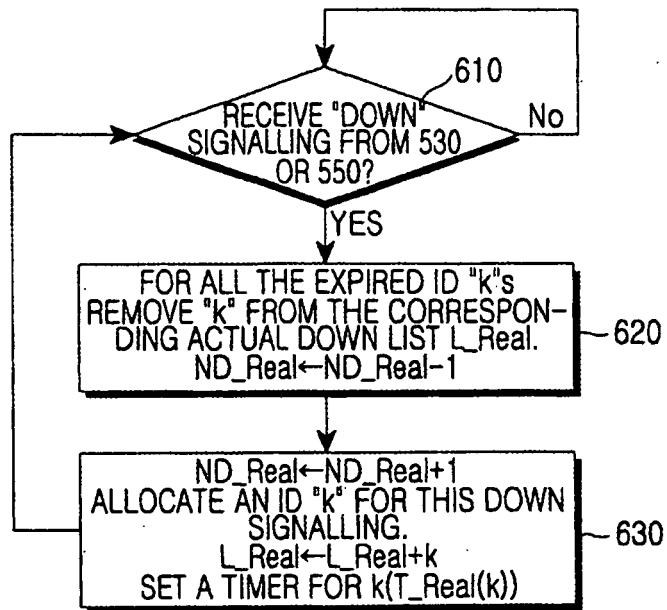 610
RECEIVE "DOWN"
SIGNALLING FROM 530
OR 550?
No
YES
FOR ALL THE EXPIRED ID "k"s
REMOVE "k" FROM THE CORRESPON-
DING ACTUAL DOWN LIST L_Real.
ND_Real←ND_Real-1
620
ND_Real←ND_Real+1
ALLOCATE AN ID "k" FOR THIS DOWN
SIGNALLING.
L_Real←L_Real+k
SET A TIMER FOR k(T_Real(k))
630